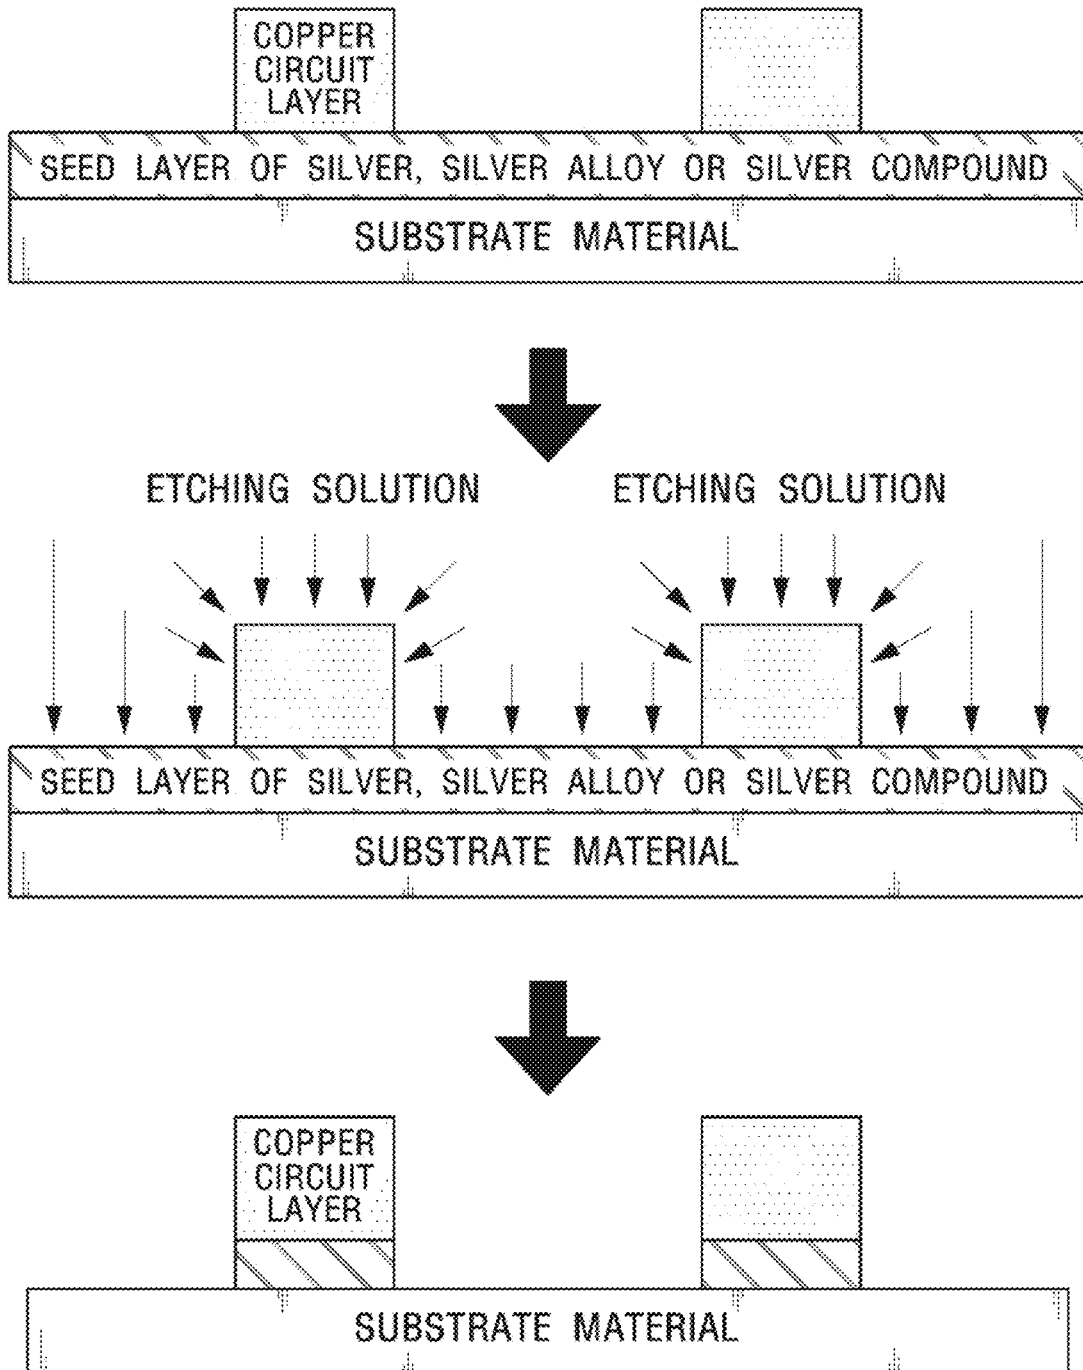 COPPER
CIRCUIT
LAYER
SEED LAYER OF SILVER, SILVER ALLOY OR SILVER COMPOUND
SUBSTRATE MATERIAL
ETCHING SOLUTION ETCHING SOLUTION
SEED LAYER OF SILVER, SILVER ALLOY OR SILVER COMPOUND
SUBSTRATE MATERIAL
COPPER
CIRCUIT
LAYER
SUBSTRATE MATERIAL